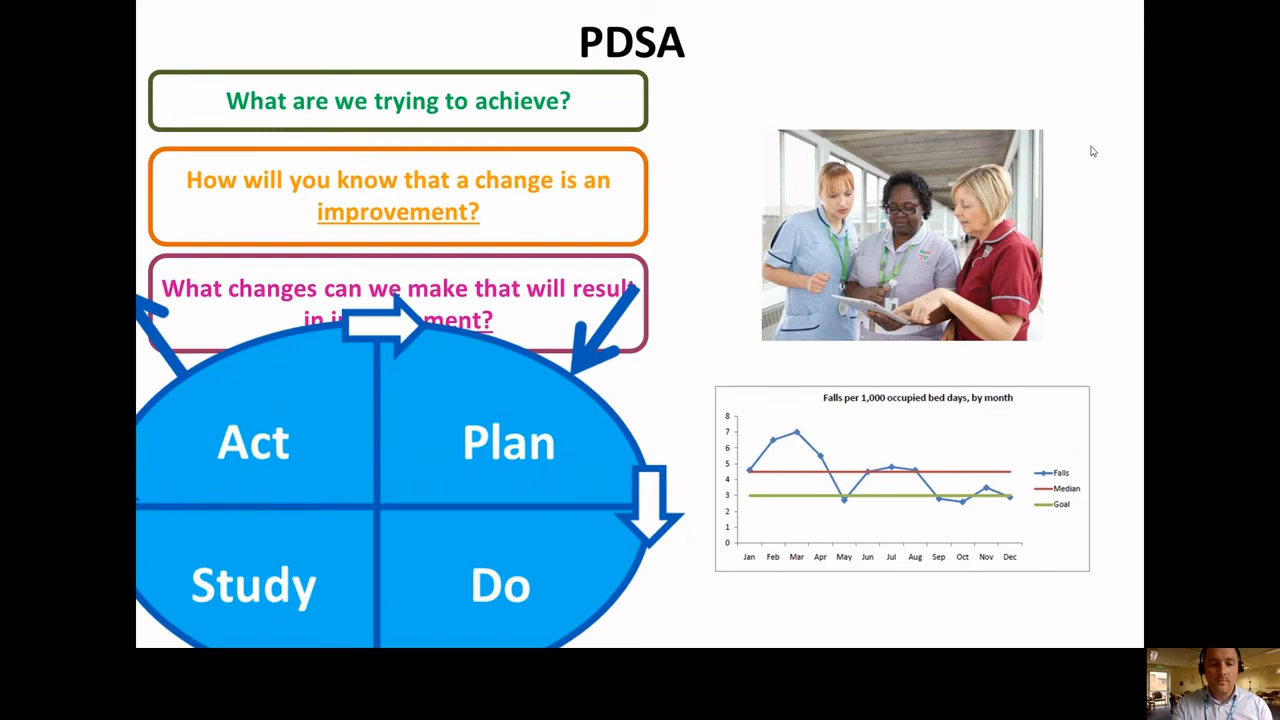 PDSA
What are we trying to achieve?
How will you know that a change is an
improvement?
What changes can we make that will result
in ment?
Act
Plan
Study
Do
Falls per 1,000 occupied bed days, by month
8
7
6
5
4
3
2
1
0
Jan Feb Mar Apr May Jun Jul Aug Sep Oct Nov Dec
Falls
Median
Goal